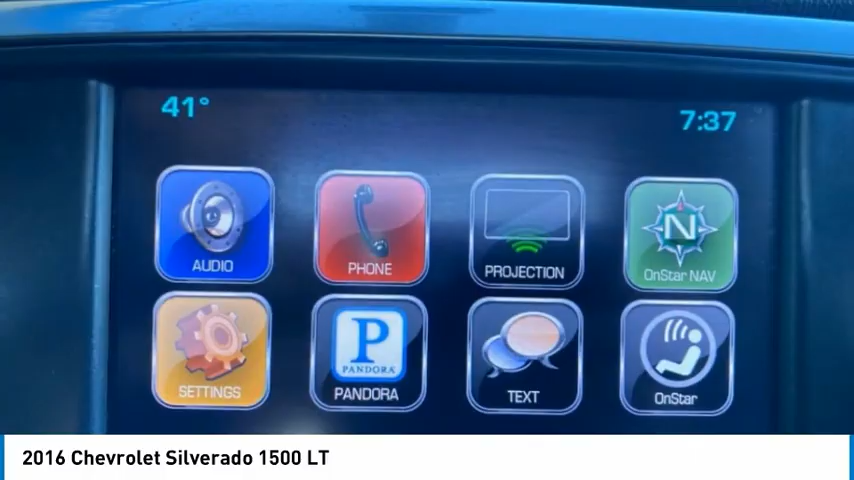 41°
7:37
AUDIO
PHONE
PROJECTION
N
OnStar NAV
SETTINGS
P
PANDORA
PANDORA
TEXT
OnStar
2016 Chevrolet Silverado 1500 LT